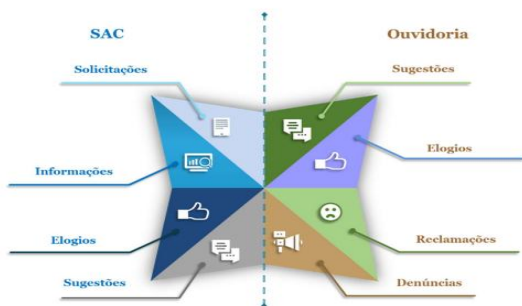 SAC
Ouvidoria
Solicitações
Sugestões
Informações
Elogios
Elogios
Reclamações
Sugestões
Denúncias